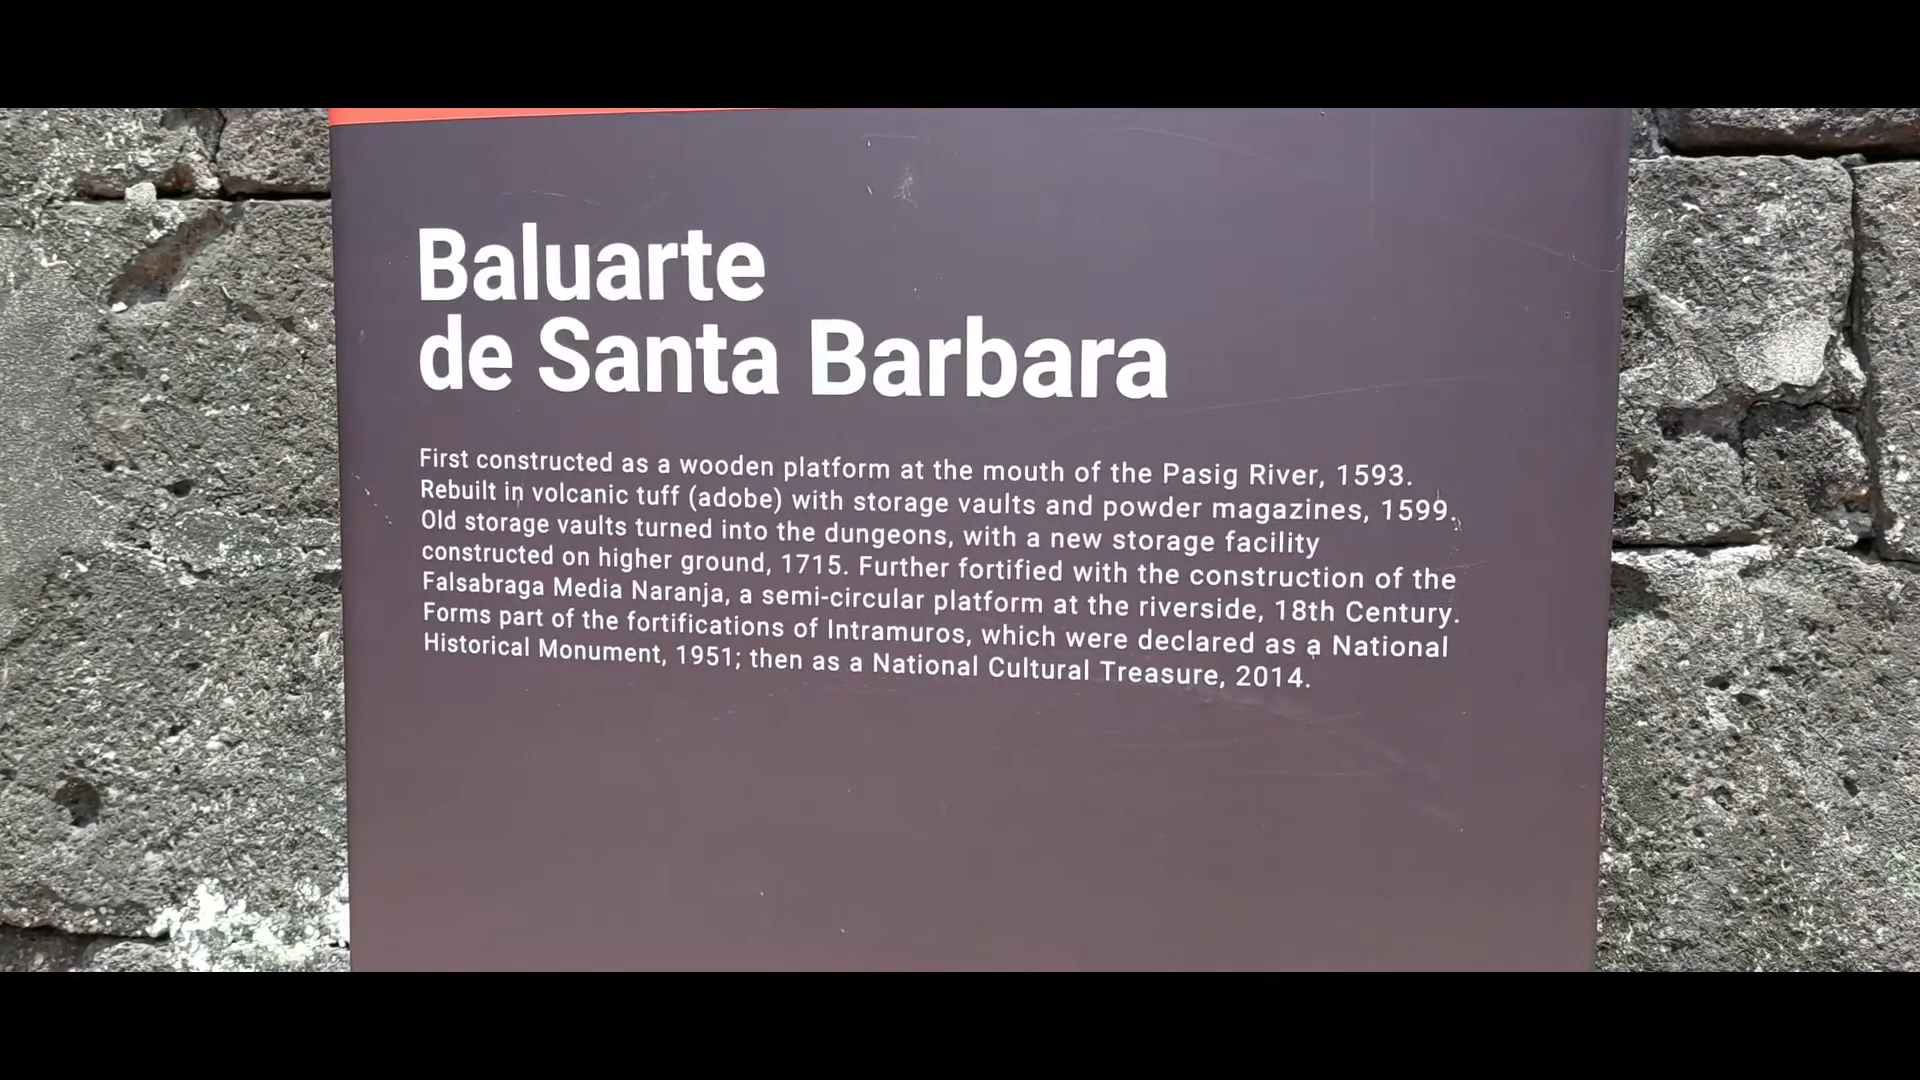 Baluarte
de Santa Barbara
First constructed as a wooden platform at the mouth of the Pasig River, 1593.
Rebuilt in volcanic tuff (adobe) with storage vaults and powder magazines, 1599.
Old storage vaults turned into the dungeons, with a new storage facility
constructed on higher ground, 1715. Further fortified with the construction of the
Falsabraga Media Naranja, a semi-circular platform at the riverside, 18th Century.
Forms part of the fortifications of Intramuros, which were declared as a National
Historical Monument, 1951; then as a National Cultural Treasure, 2014.